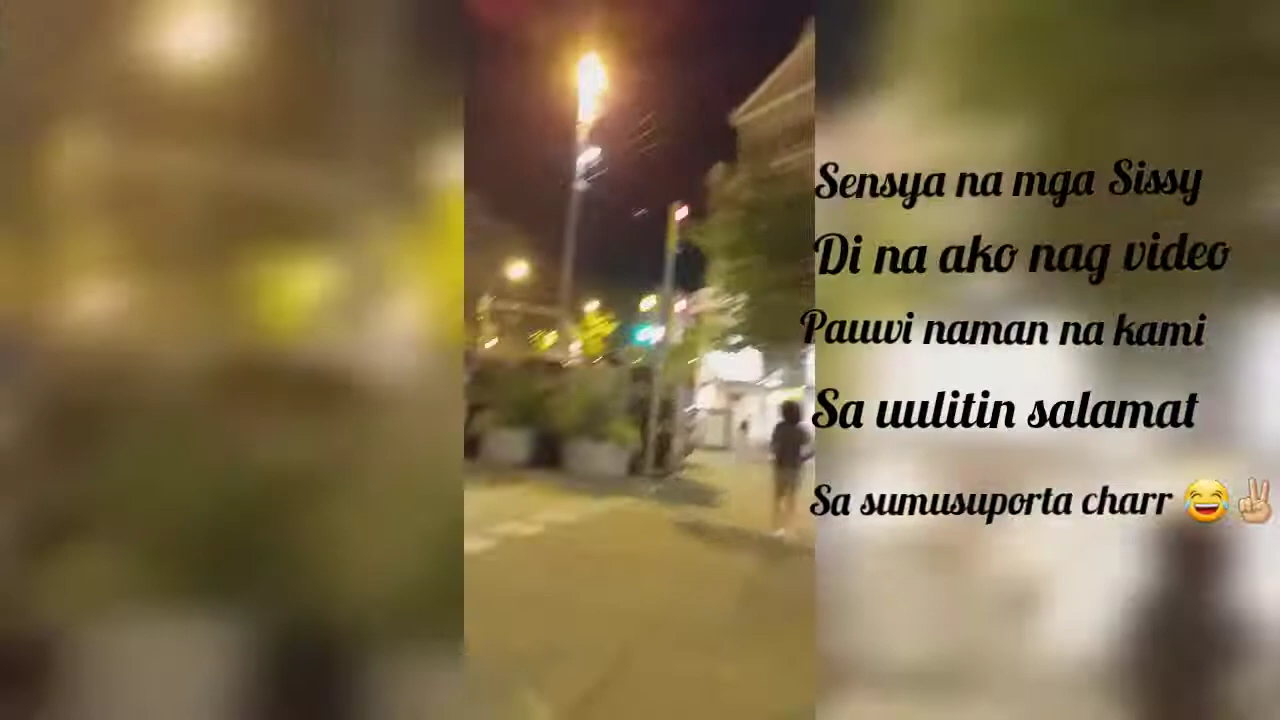 Sensya na mga Sissy
Di na ako nag video
Pauwi naman na kami
Sa uulitin salamat
Sa sumusuporta charr 😂✌🏼